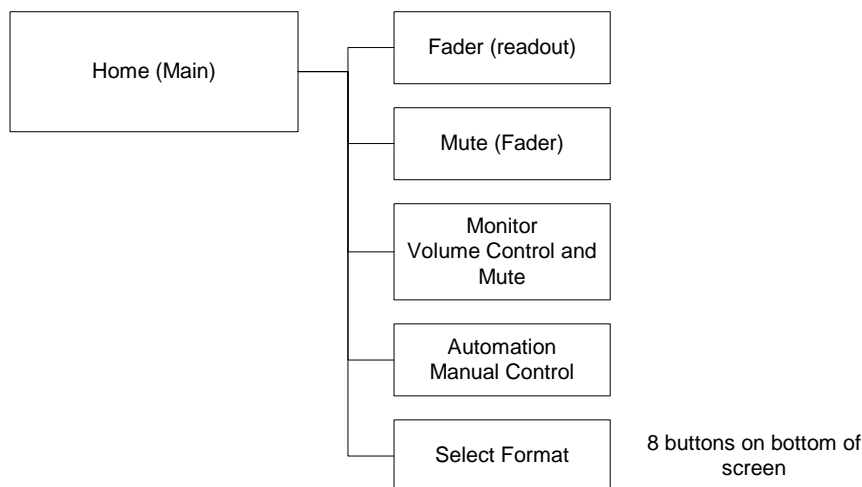 Home (Main)
Fader (readout)
Mute (Fader)
Monitor
Volume Control and
Mute
Automation
Manual Control
Select Format
8 buttons on bottom of
screen